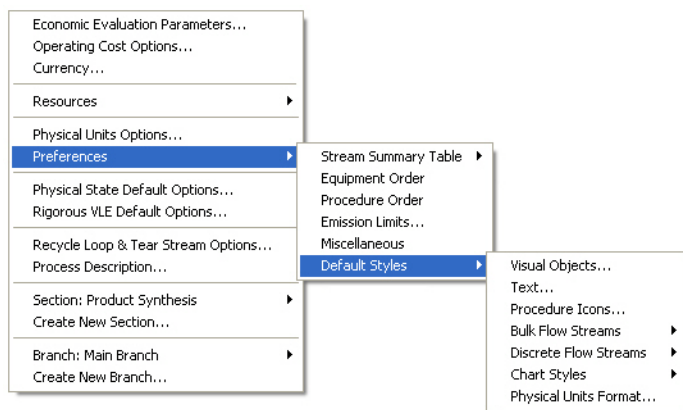 Economic Evaluation Parameters...
Operating Cost Options...
Currency...
Resources
Physical Units Options...
Preferences
Physical State Default Options...
Rigorous VLE Default Options...
Recycle Loop & Tear Stream Options...
Process Description...
Section: Product Synthesis
Create New Section...
Branch: Main Branch
Create New Branch...
Stream Summary Table
Equipment Order
Procedure Order
Emission Limits...
Miscellaneous
Default Styles
Visual Objects...
Text...
Procedure Icons...
Bulk Flow Streams
Discrete Flow Streams
Chart Styles
Physical Units Format...